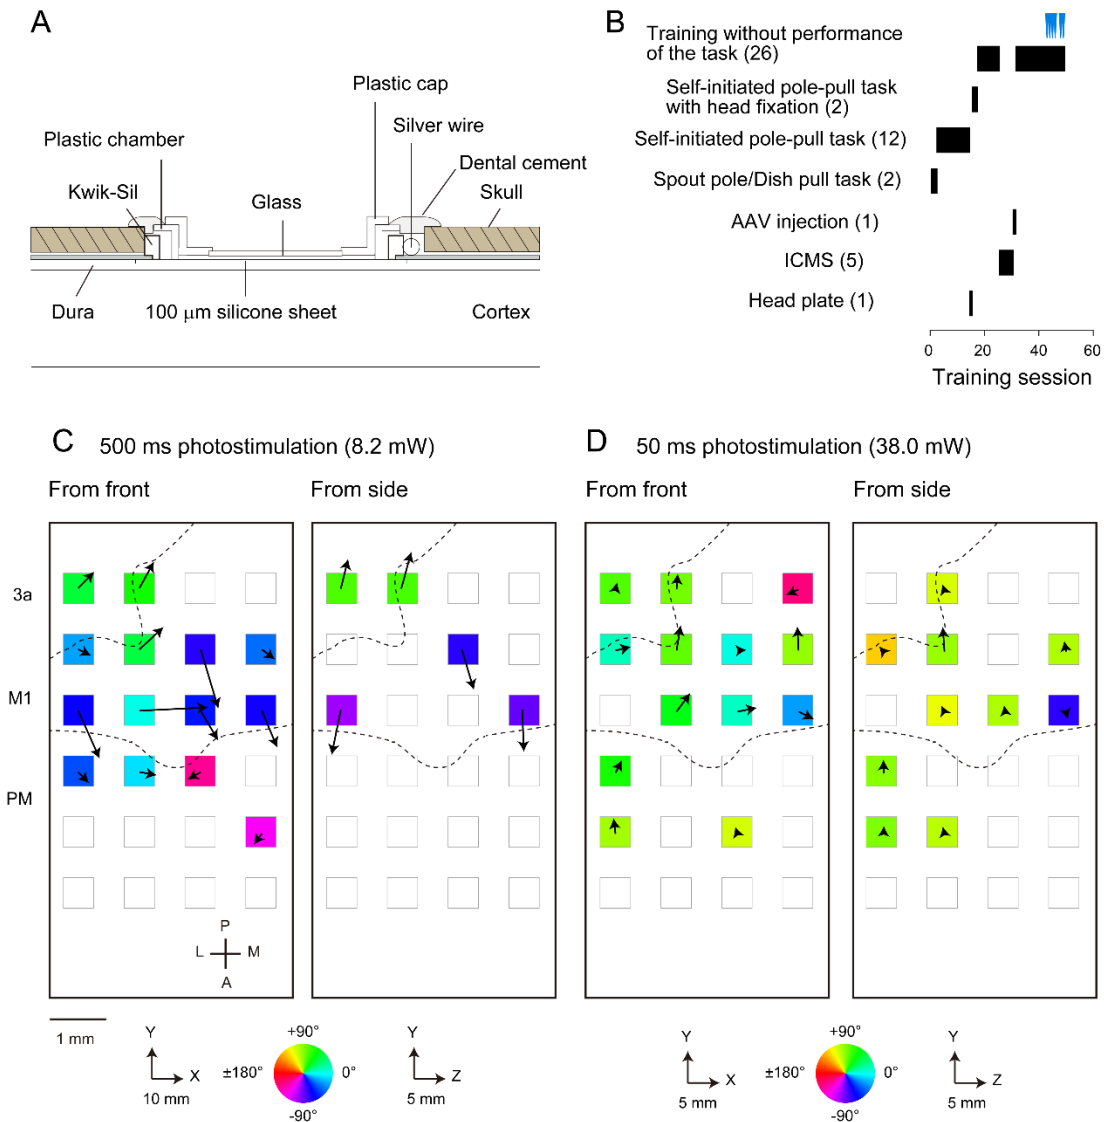 A
Plastic cap
Silver wire
Plastic chamber
Dental cement
Kwik-Sil
Glass
Skull
Dura
100 μm silicone sheet
Cortex
B
Training without performance
of the task (26)
Self-initiated pole-pull task
with head fixation (2)
Self-initiated pole-pull task (12)
Spout pole/Dish pull task (2)
AAV injection (1)
ICMS (5)
Head plate (1)
0 20 40 60
Training session
C 500 ms photostimulation (8.2 mW)
From front From side
3a
M1
PM
P
L M
A
1 mm
Y
X
10 mm
+90°
±180° 0°
-90°
Y
Z
5 mm
D 50 ms photostimulation (38.0 mW)
From front From side
Y
X
5 mm
+90°
±180° 0°
-90°
Y
Z
5 mm